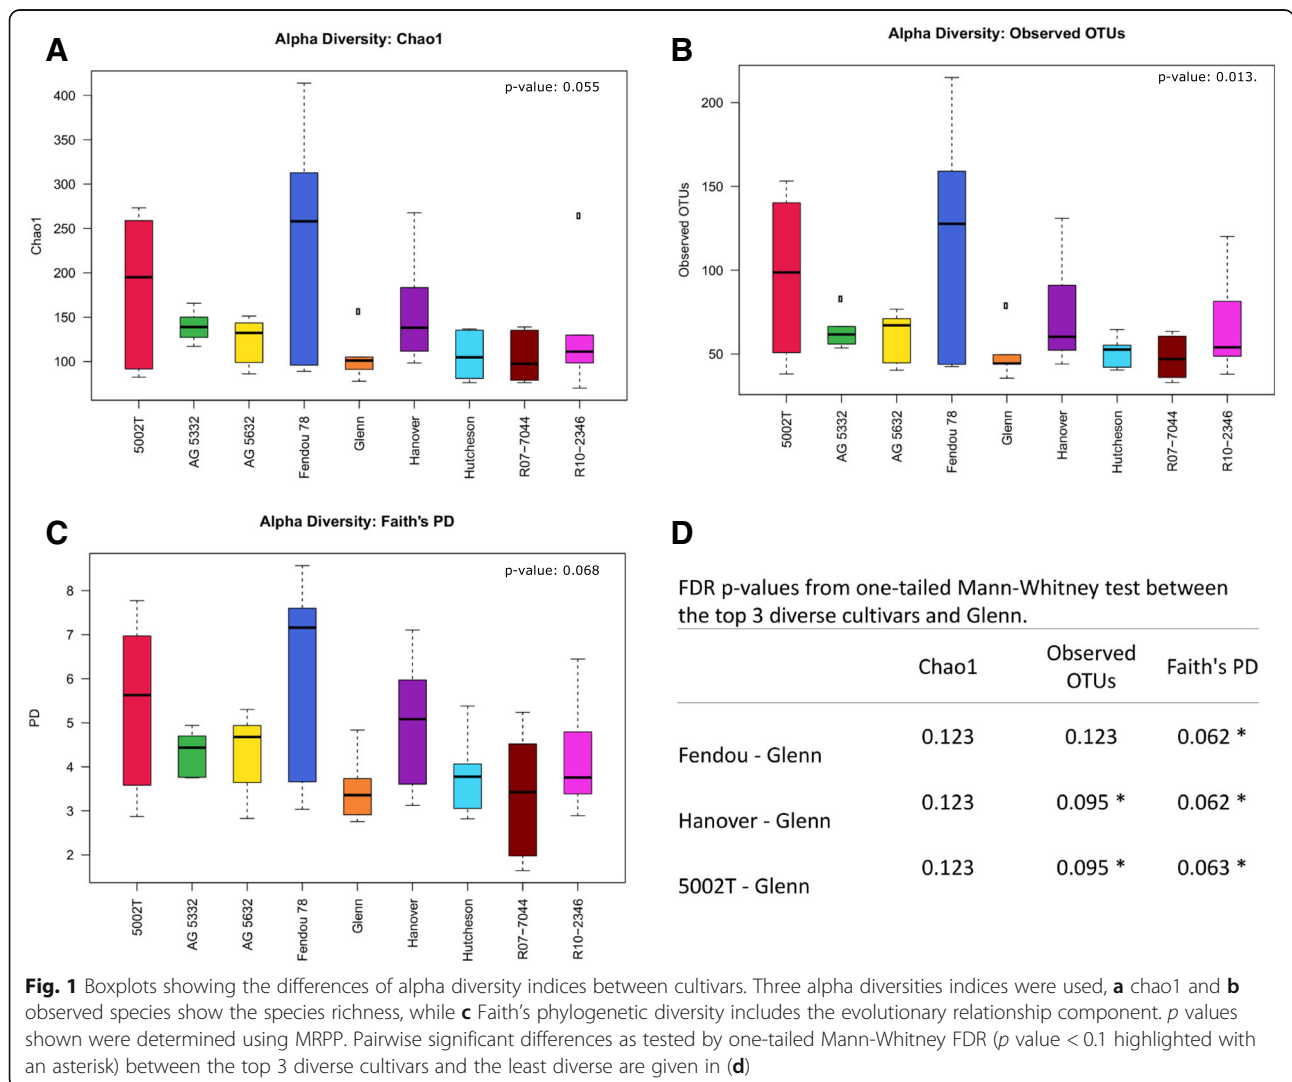 A
Alpha Diversity: Chao1
p-value: 0.055
Chao1
400
350
300
250
200
150
100
5002T
AG 5332
AG 5632
Fendou 78
Glenn
Hanover
Hutcheson
R07-7044
R10-2346
B
Alpha Diversity: Observed OTUs
p-value: 0.013.
Observed OTUs
200
150
100
50
5002T
AG 5332
AG 5632
Fendou 78
Glenn
Hanover
Hutcheson
R07-7044
R10-2346
C
Alpha Diversity: Faith's PD
p-value: 0.068
PD
8
7
6
5
4
3
2
5002T
AG 5332
AG 5632
Fendou 78
Glenn
Hanover
Hutcheson
R07-7044
R10-2346
D
FDR p-values from one-tailed Mann-Whitney test between
the top 3 diverse cultivars and Glenn.
Chao1 Observed OTUs Faith's PD
Fendou - Glenn 0.123 0.123 0.062 *
Hanover - Glenn 0.123 0.095 * 0.062 *
5002T - Glenn 0.123 0.095 * 0.063 *
Fig. 1 Boxplots showing the differences of alpha diversity indices between cultivars. Three alpha diversities indices were used, a chao1 and b
observed species show the species richness, while c Faith's phylogenetic diversity includes the evolutionary relationship component. p values
shown were determined using MRPP. Pairwise significant differences as tested by one-tailed Mann-Whitney FDR (p value < 0.1 highlighted with
an asterisk) between the top 3 diverse cultivars and the least diverse are given in (d)